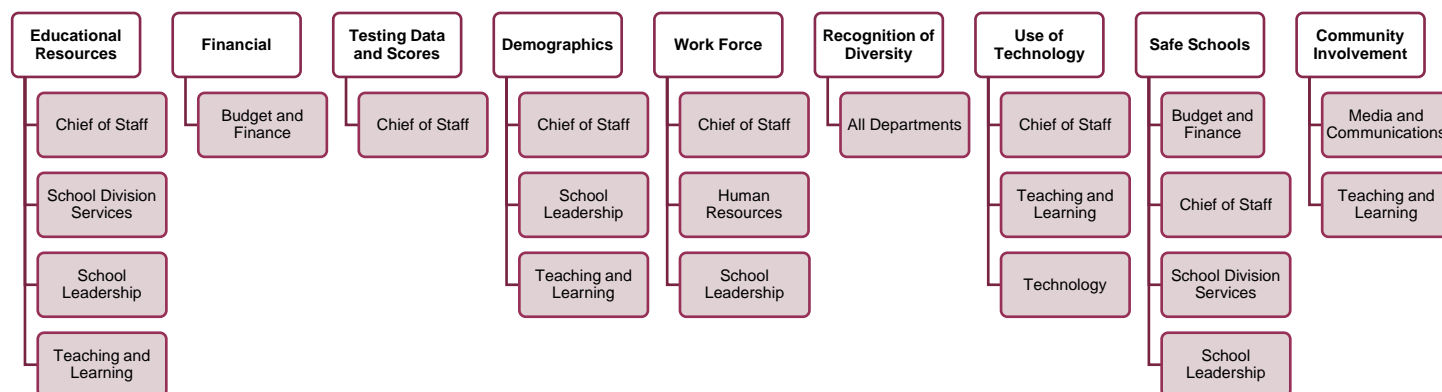 Educational
Resources
Chief of Staff
School Division
Services
School
Leadership
Teaching and
Learning
Financial
Budget and
Finance
Testing Data
and Scores
Chief of Staff
Demographics
Chief of Staff
School
Leadership
Teaching and
Learning
Work Force
Chief of Staff
Human
Resources
School
Leadership
Recognition of
Diversity
All Departments
Use of
Technology
Chief of Staff
Teaching and
Learning
Technology
Safe Schools
Budget and
Finance
Chief of Staff
School Division
Services
School
Leadership
Community
Involvement
Media and
Communications
Teaching and
Learning